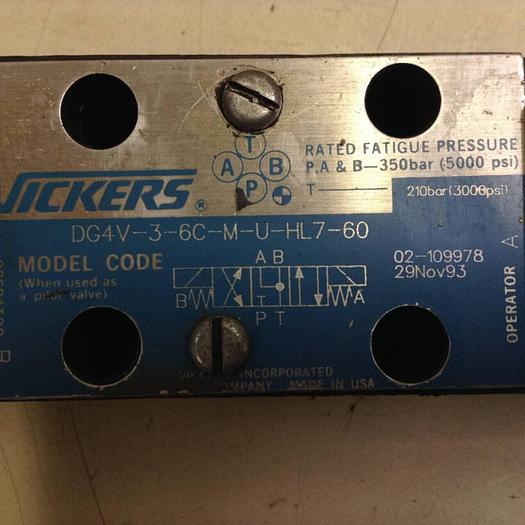 VICKERS®
T
A B
P
RATED FATIGUE PRESSURE
P.A & B—350bar (5000 psi)
T 210bar (3000psi)
DG4V-3-6C-M-U-HL7-60
MODEL CODE
(When used as
a pilot valve)
02-109978
29Nov93
A B
B T A
P T
OPERATOR A
B
INCORPORATED
COMPANY MADE IN USA